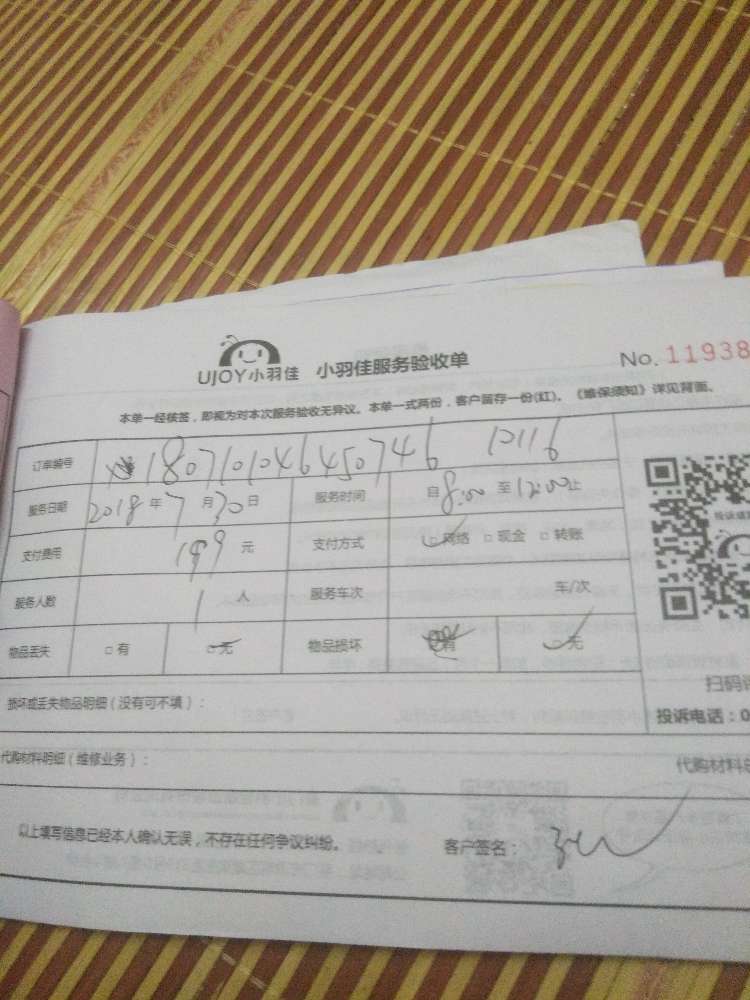 UJOY小羽佳 小羽佳服务验收单 No. 11938
本单一经核签，即视为对本次服务验收无异议。本单一式两份，客户留存一份(红)。《维保须知》详见背面。
订单编号 1807101046450746 12116
服务日期 2018 年 7 月 30 日 服务时间 自 8:00 至 12:00 止
支付费用 199 元 支付方式 □ 网络 □ 现金 □ 转账
服务人数 1 人 服务车次 车/次
物品丢失 □ 有 □ 无 物品损坏 有 □ 无
扫码
损坏或丢失物品明细（没有可不填）： 投诉电话：0
代购材料明细（维修业务）： 代购材料
以上填写信息已经本人确认无误，不存在任何争议纠纷。 客户签名：